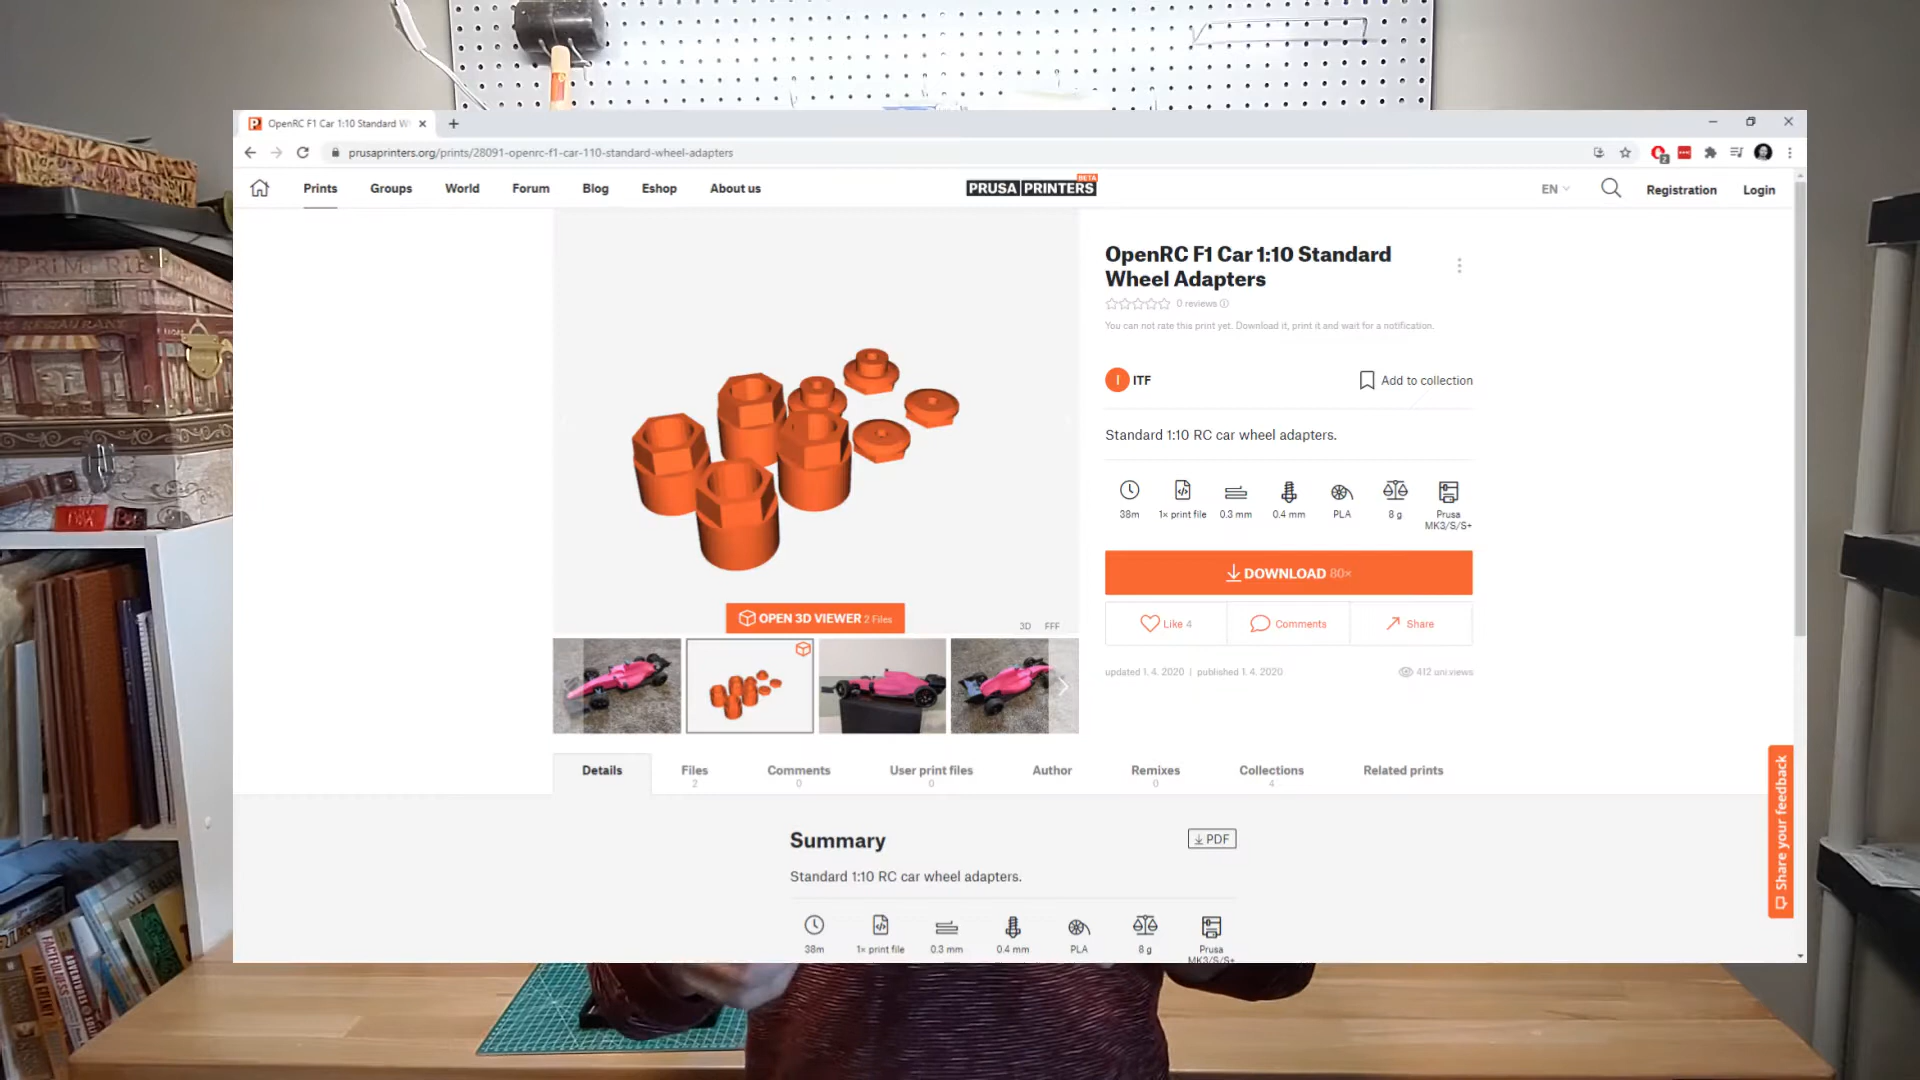 OpenRC F1 Car 1:10 Standard W
prusaprinters.org/prints/28091-openrc-f1-car-110-standard-wheel-adapters
2
Prints
Groups
World
Forum
Blog
Eshop
About us
PRUSA PRINTERS
BETA
EN
Registration
Login
OpenRC F1 Car 1:10 Standard
Wheel Adapters
0 reviews
You can not rate this print yet. Download it, print it and wait for a notification.
I
ITF
Add to collection
Standard 1:10 RC car wheel adapters.
38m
1× print file
0.3 mm
0.4 mm
PLA
8 g
Prusa
MK3/S/S+
DOWNLOAD 80×
OPEN 3D VIEWER 2 Files
3D
FFF
Like 4
Comments
Share
updated 1. 4. 2020 | published 1. 4. 2020
412 uni.views
Details
Files
2
Comments
0
User print files
0
Author
Remixes
0
Collections
4
Related prints
Share your feedback
Summary
PDF
Standard 1:10 RC car wheel adapters.
38m
1× print file
0.3 mm
0.4 mm
PLA
8 g
Prusa
MK3/S/S+
RESTAURANT
FACTFULNESS